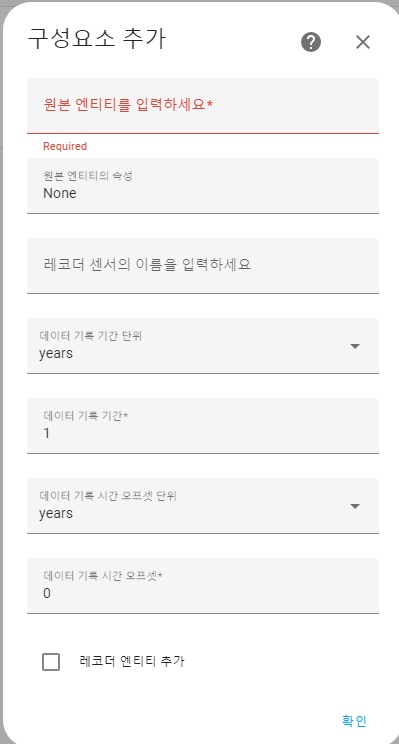 구성요소 추가
원본 엔티티를 입력하세요*
Required
원본 엔티티의 속성
None
레코더 센서의 이름을 입력하세요
데이터 기록 기간 단위
years
데이터 기록 기간*
1
데이터 기록 시간 오프셋 단위
years
데이터 기록 시간 오프셋*
0
레코더 엔티티 추가
확인